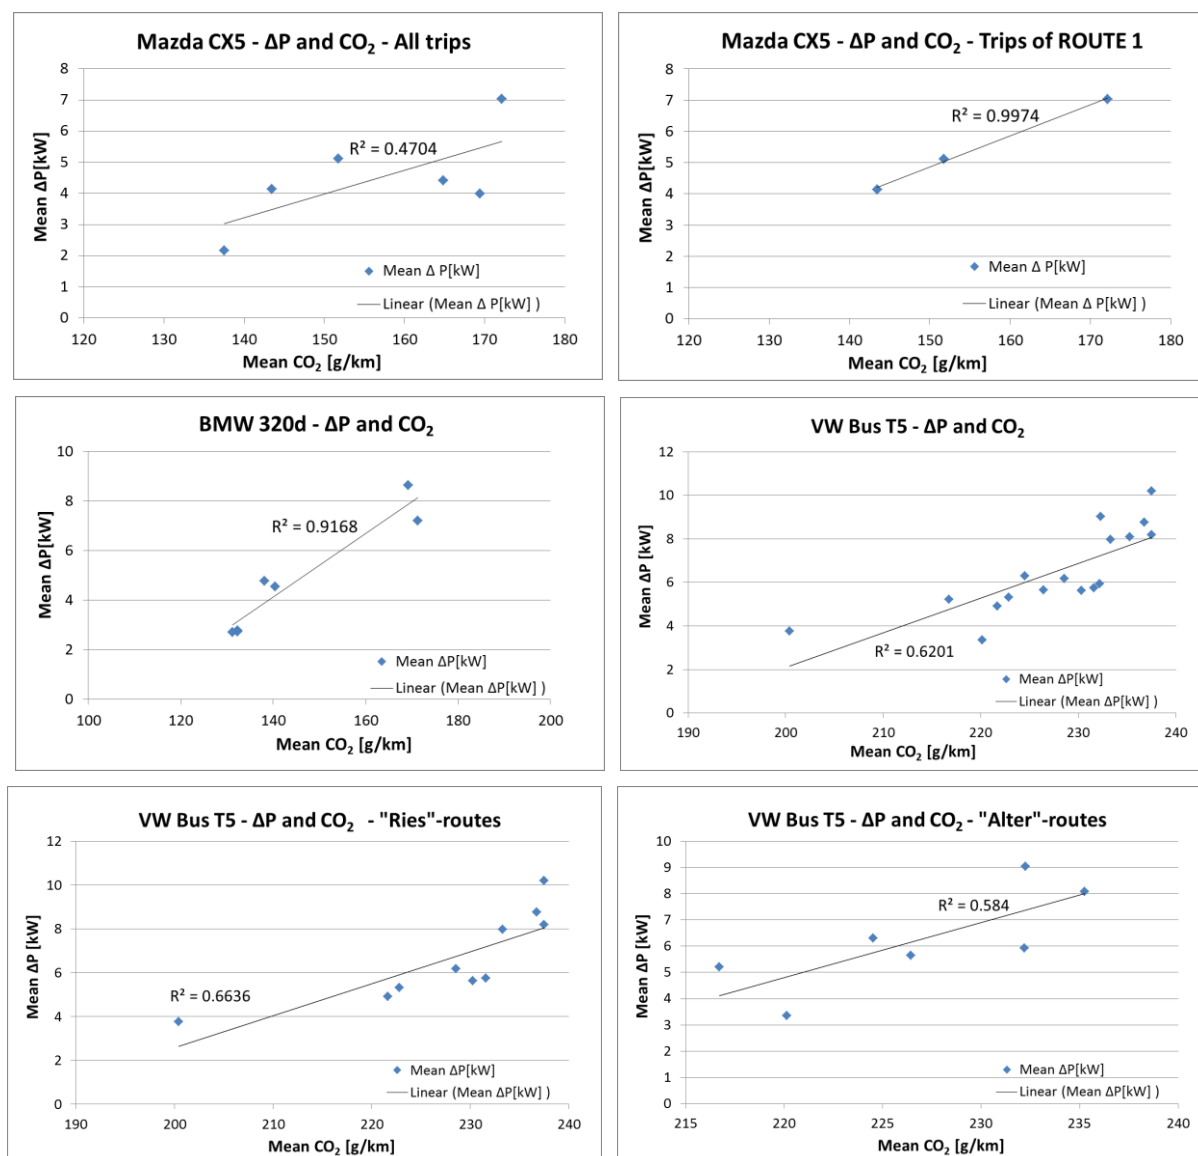 Mazda CX5 - ΔP and CO₂ - All trips
8
7
6
5
4
3
2
1
0
Mean ΔP[kW]
R² = 0.4704
Mean Δ P[kW]
Linear (Mean Δ P[kW] )
120 130 140 150 160 170 180
Mean CO₂ [g/km]
Mazda CX5 - ΔP and CO₂ - Trips of ROUTE 1
8
7
6
5
4
3
2
1
0
Mean ΔP[kW]
R² = 0.9974
Mean Δ P[kW]
Linear (Mean Δ P[kW] )
120 130 140 150 160 170 180
Mean CO₂ [g/km]
BMW 320d - ΔP and CO₂
10
8
6
4
2
0
Mean ΔP[kW]
R² = 0.9168
Mean ΔP[kW]
Linear (Mean ΔP[kW] )
100 120 140 160 180 200
Mean CO₂ [g/km]
VW Bus T5 - ΔP and CO₂
12
10
8
6
4
2
0
Mean ΔP [kW]
R² = 0.6201
Mean ΔP[kW]
Linear (Mean ΔP[kW] )
190 200 210 220 230 240
Mean CO₂ [g/km]
VW Bus T5 - ΔP and CO₂ - "Ries"-routes
12
10
8
6
4
2
0
Mean ΔP [kW]
R² = 0.6636
Mean ΔP[kW]
Linear (Mean ΔP[kW] )
190 200 210 220 230 240
Mean CO₂ [g/km]
VW Bus T5 - ΔP and CO₂ - "Alter"-routes
10
9
8
7
6
5
4
3
2
1
0
Mean ΔP [kW]
R² = 0.584
Mean ΔP[kW]
Linear (Mean ΔP[kW] )
215 220 225 230 235 240
Mean CO₂ [g/km]